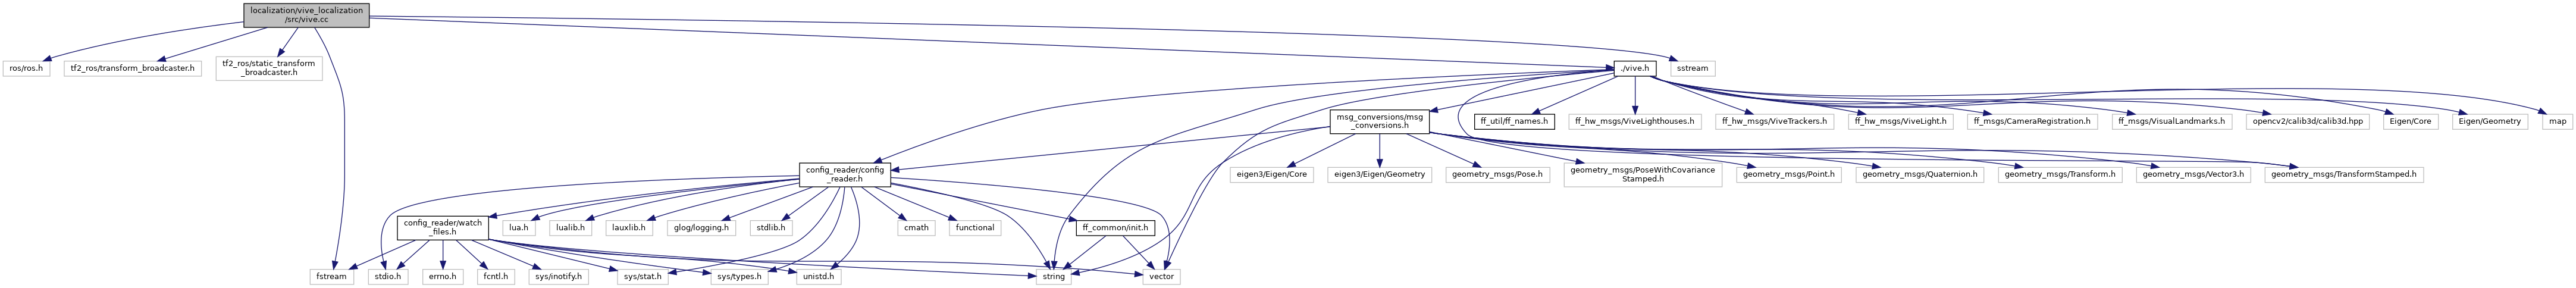 localization/vive_localization
/src/vive.cc
ros/ros.h
tf2_ros/transform_broadcaster.h
tf2_ros/static_transform
_broadcaster.h
./vive.h
sstream
msg_conversions/msg
_conversions.h
ff_util/ff_names.h
ff_hw_msgs/ViveLighthouses.h
ff_hw_msgs/ViveTrackers.h
ff_hw_msgs/ViveLight.h
ff_msgs/CameraRegistration.h
ff_msgs/VisualLandmarks.h
opencv2/calib3d/calib3d.hpp
Eigen/Core
Eigen/Geometry
map
config_reader/config
_reader.h
eigen3/Eigen/Core
eigen3/Eigen/Geometry
geometry_msgs/Pose.h
geometry_msgs/PoseWithCovariance
Stamped.h
geometry_msgs/Point.h
geometry_msgs/Quaternion.h
geometry_msgs/Transform.h
geometry_msgs/Vector3.h
geometry_msgs/TransformStamped.h
config_reader/watch
_files.h
lua.h
lualib.h
lauxlib.h
glog/logging.h
stdlib.h
cmath
functional
ff_common/init.h
fstream
stdio.h
errno.h
fcntl.h
sys/inotify.h
sys/stat.h
sys/types.h
unistd.h
string
vector